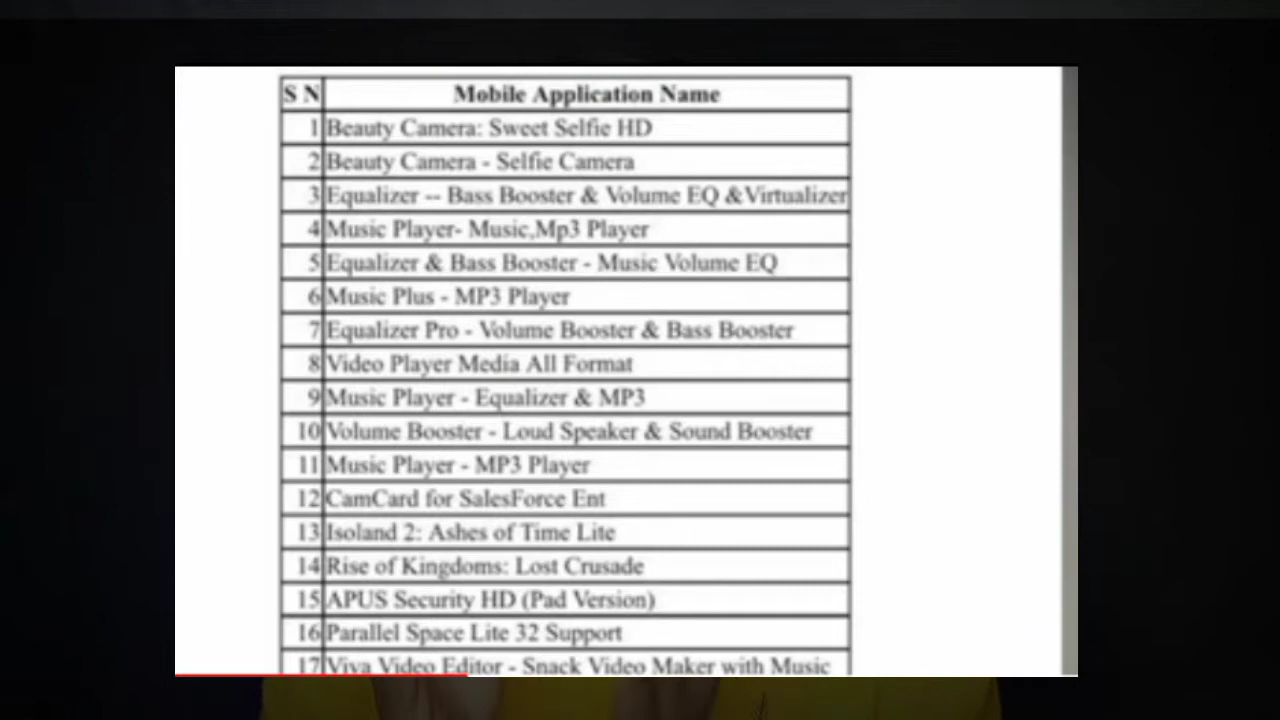 S N Mobile Application Name
1 Beauty Camera: Sweet Selfie HD
2 Beauty Camera - Selfie Camera
3 Equalizer -- Bass Booster & Volume EQ &Virtualizer
4 Music Player- Music,Mp3 Player
5 Equalizer & Bass Booster - Music Volume EQ
6 Music Plus - MP3 Player
7 Equalizer Pro - Volume Booster & Bass Booster
8 Video Player Media All Format
9 Music Player - Equalizer & MP3
10 Volume Booster - Loud Speaker & Sound Booster
11 Music Player - MP3 Player
12 CamCard for SalesForce Ent
13 Isoland 2: Ashes of Time Lite
14 Rise of Kingdoms: Lost Crusade
15 APUS Security HD (Pad Version)
16 Parallel Space Lite 32 Support
17 Viva Video Editor - Snack Video Maker with Music